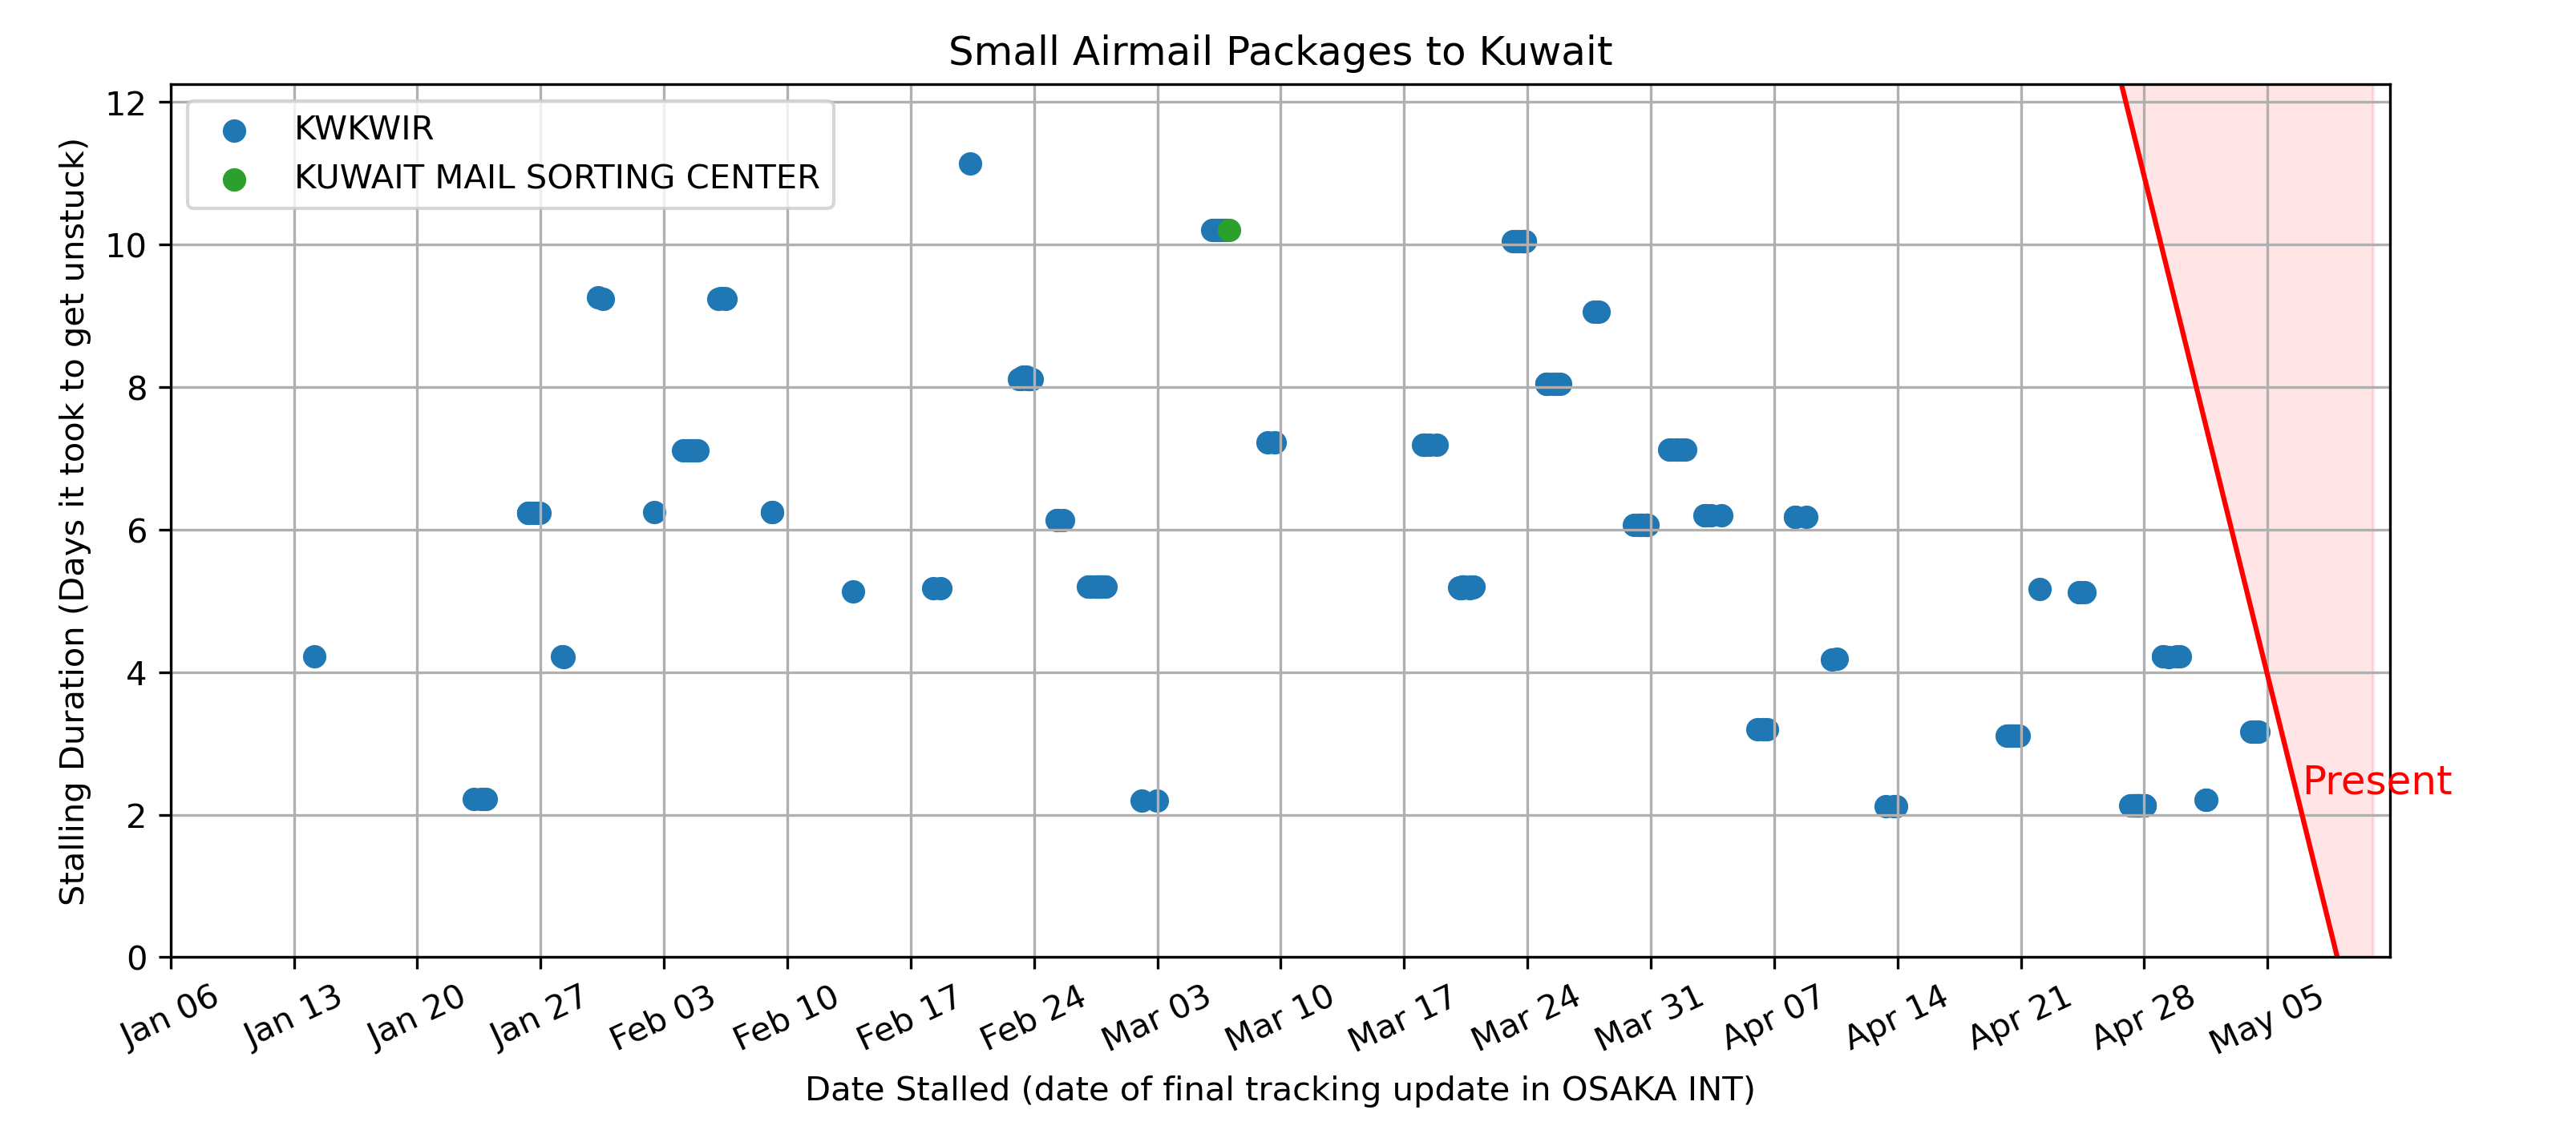 Small Airmail Packages to Kuwait
KWKWIR
KUWAIT MAIL SORTING CENTER
Stalling Duration (Days it took to get unstuck)
12
10
8
6
4
2
0
Present
Jan 06 Jan 13 Jan 20 Jan 27 Feb 03 Feb 10 Feb 17 Feb 24 Mar 03 Mar 10 Mar 17 Mar 24 Mar 31 Apr 07 Apr 14 Apr 21 Apr 28 May 05
Date Stalled (date of final tracking update in OSAKA INT)